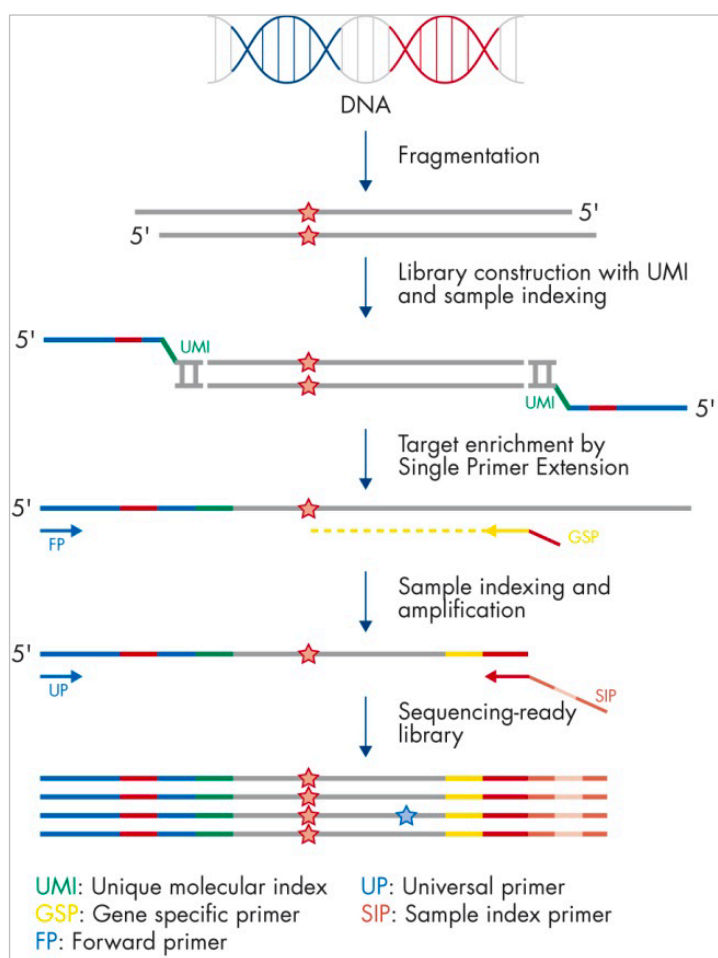 DNA
Fragmentation
5'
5'
Library construction with UMI
and sample indexing
5'
UMI
UMI
5'
Target enrichment by
Single Primer Extension
5'
FP
GSP
Sample indexing and
amplification
5'
UP
SIP
Sequencing-ready
library
UMI: Unique molecular index
GSP: Gene specific primer
FP: Forward primer
UP: Universal primer
SIP: Sample index primer